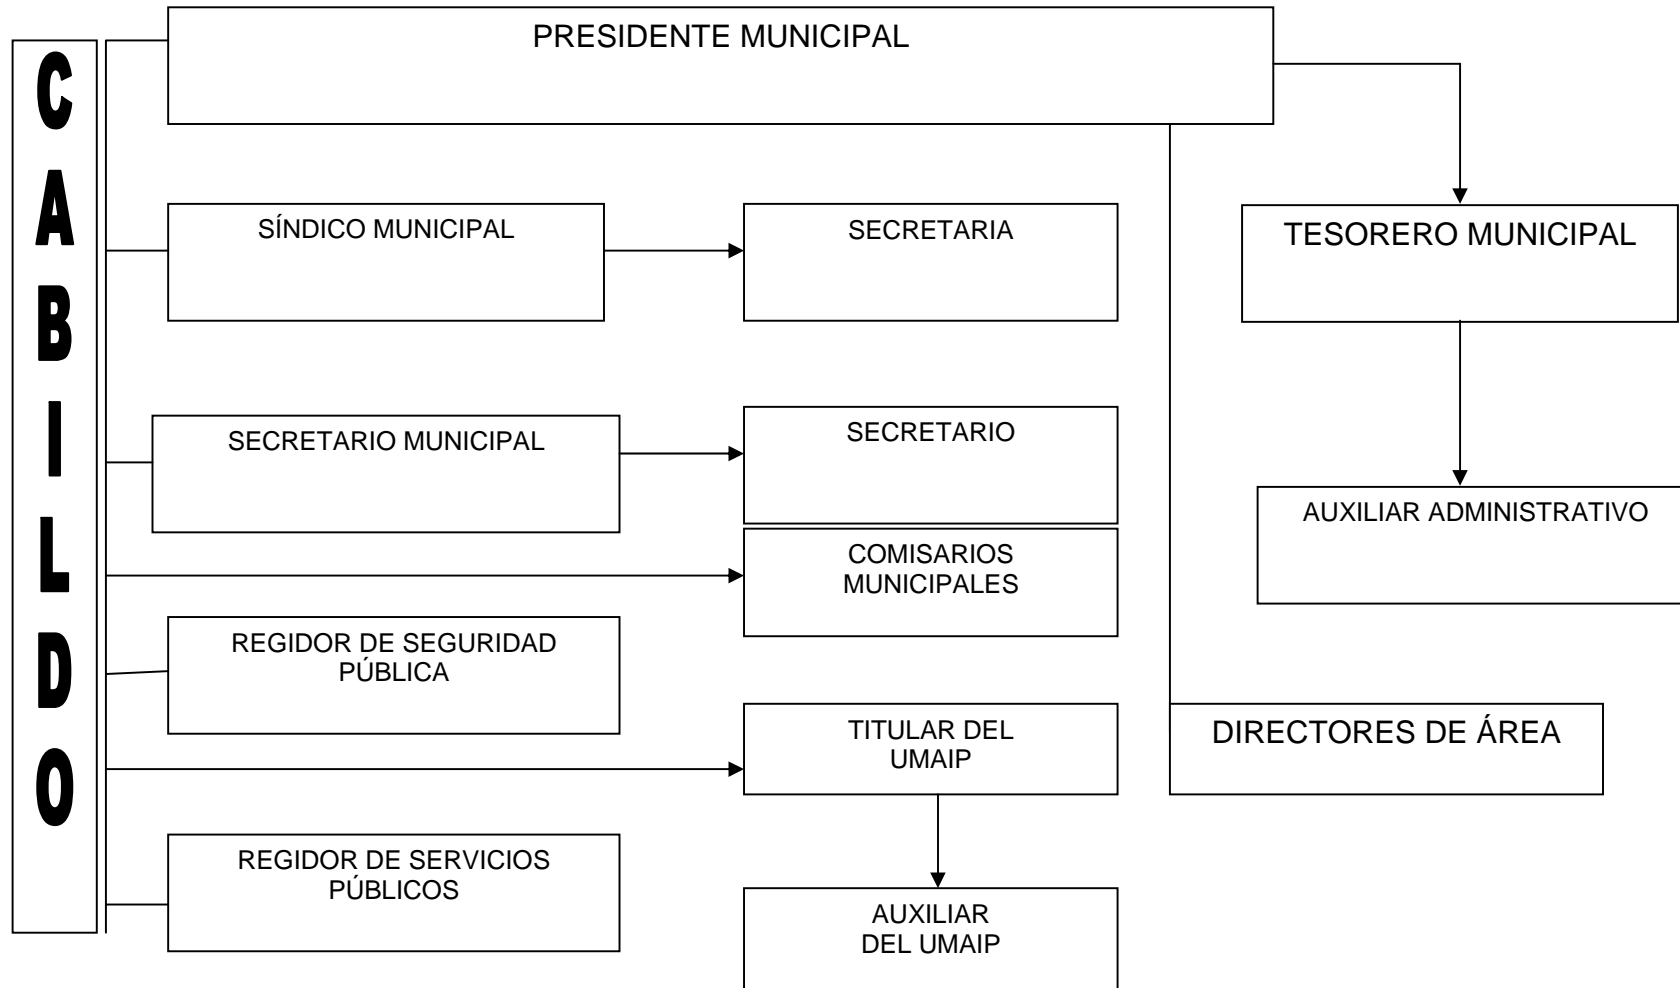 CABILDO
PRESIDENTE MUNICIPAL
SÍNDICO MUNICIPAL
SECRETARIA
TESORERO MUNICIPAL
SECRETARIO MUNICIPAL
SECRETARIO
AUXILIAR ADMINISTRATIVO
COMISARIOS
MUNICIPALES
REGIDOR DE SEGURIDAD
PÚBLICA
TITULAR DEL
UMAIP
DIRECTORES DE ÁREA
REGIDOR DE SERVICIOS
PÚBLICOS
AUXILIAR
DEL UMAIP